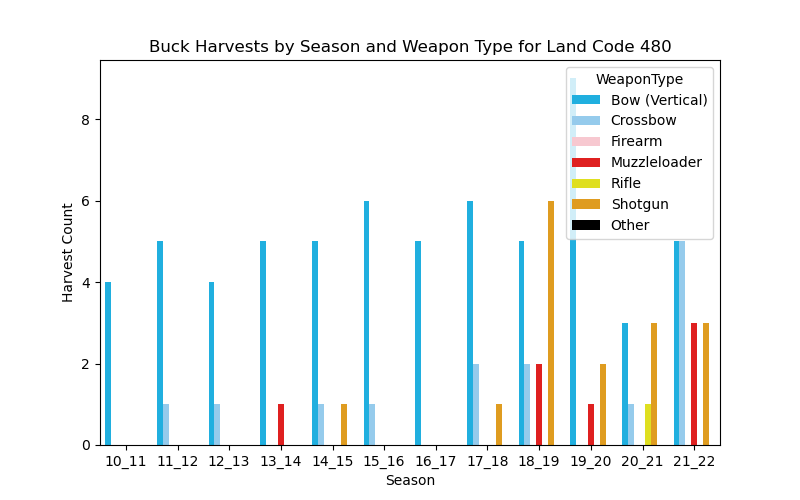 Buck Harvests by Season and Weapon Type for Land Code 480
WeaponType
Bow (Vertical)
Crossbow
Firearm
Muzzleloader
Rifle
Shotgun
Other
8
6
4
2
0
Harvest Count
10_11 11_12 12_13 13_14 14_15 15_16 16_17 17_18 18_19 19_20 20_21 21_22
Season